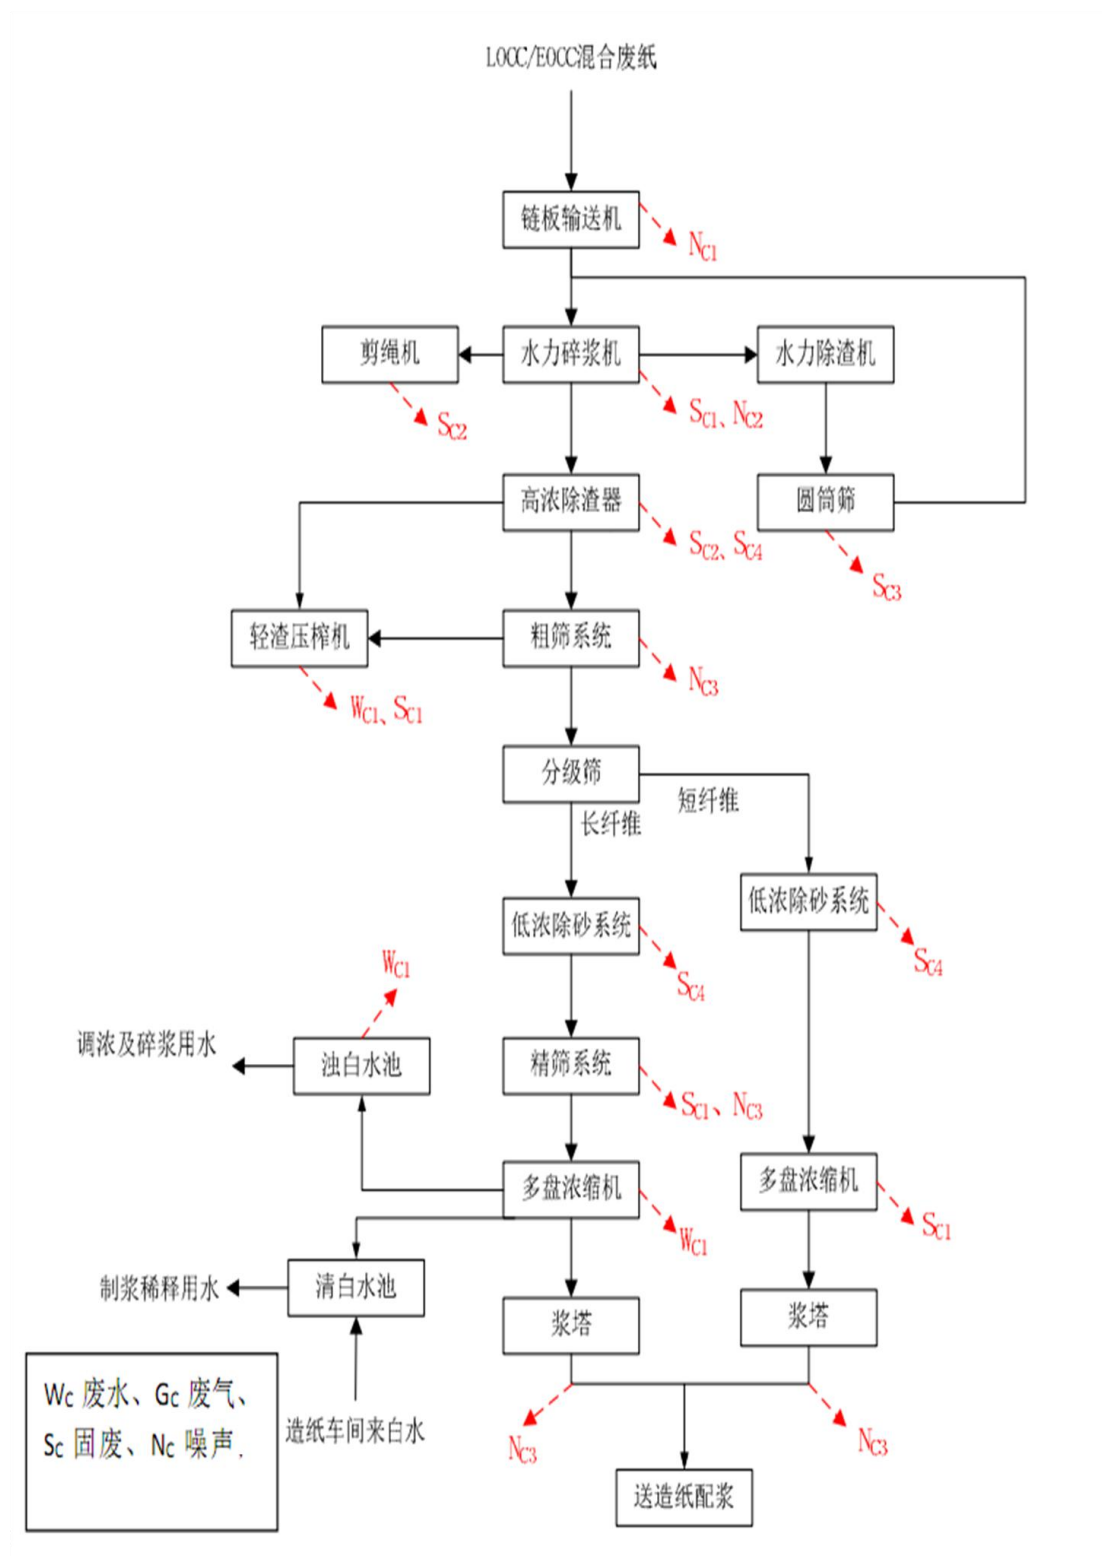 LOCC/EOCC混合废纸
链板输送机
NC1
剪绳机
水力碎浆机
水力除渣机
SC2
SC1、NC2
高浓除渣器
圆筒筛
SC2、SC4
SC3
轻渣压榨机
粗筛系统
NC3
WC1、SC1
分级筛
短纤维
长纤维
低浓除砂系统
低浓除砂系统
WC1
SC4
SC4
调浓及碎浆用水
浊白水池
精筛系统
SC1、NC3
多盘浓缩机
多盘浓缩机
WC1
SC1
制浆稀释用水
清白水池
浆塔
浆塔
WC 废水、GC 废气、
SC 固废、NC 噪声.
造纸车间来白水
NC3
NC3
送造纸配浆